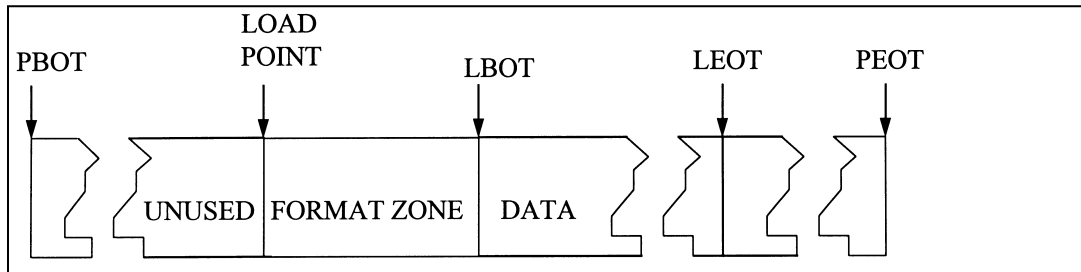 LOAD
POINT
PBOT
LBOT
LEOT
PEOT
UNUSED
FORMAT ZONE
DATA